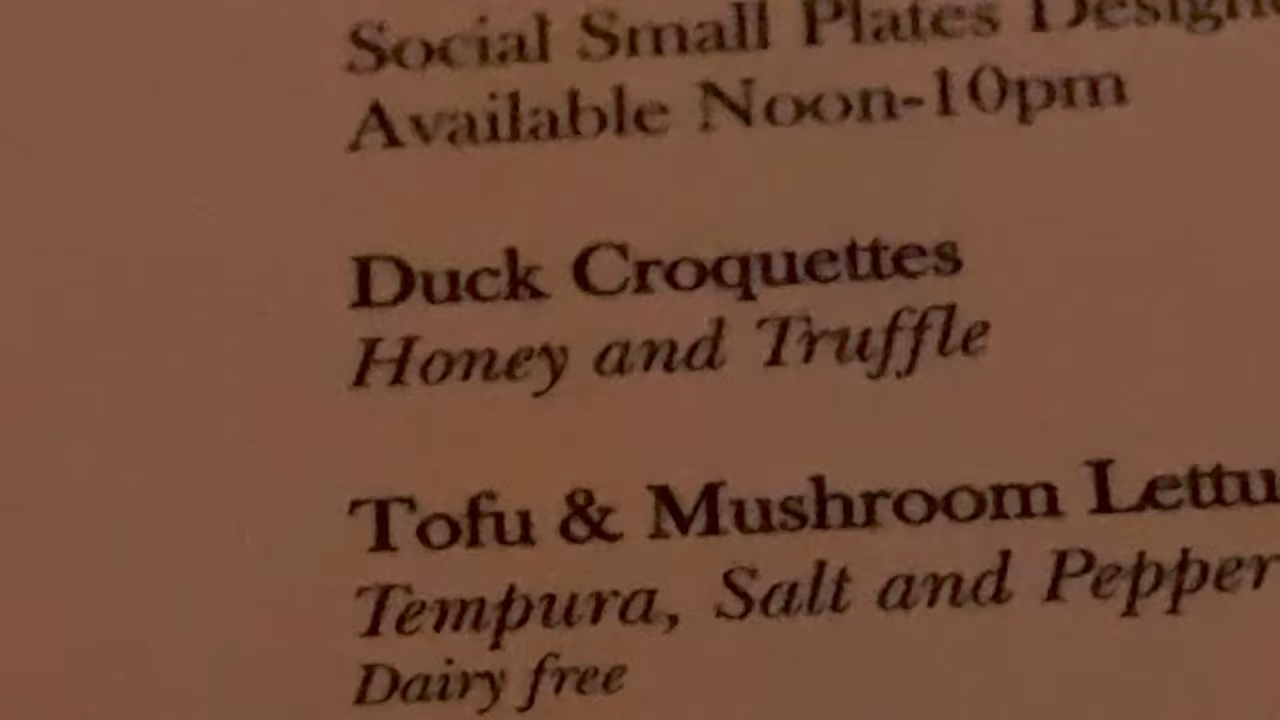 Social Small Plates
Available Noon-10pm
Duck Croquettes
Honey and Truffle
Tofu & Mushroom
Tempura, Salt and Pepper
Dairy free